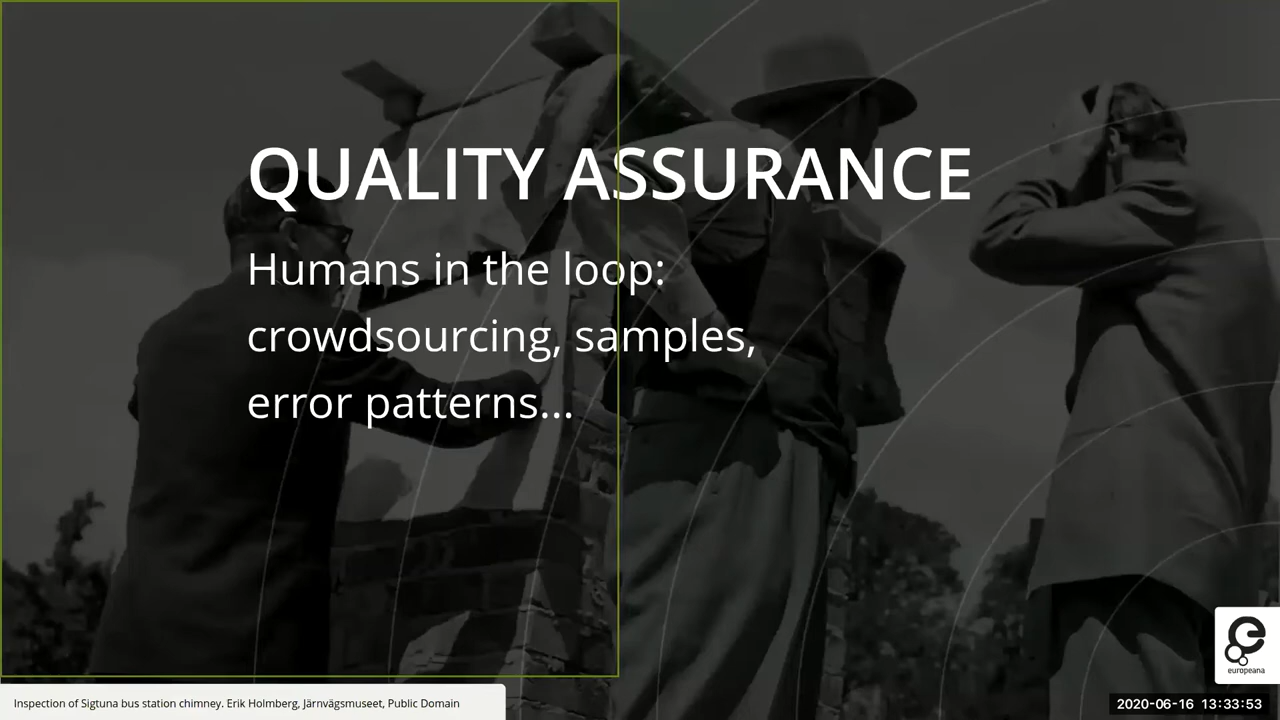 QUALITY ASSURANCE
Humans in the loop:
crowdsourcing, samples,
error patterns...
europeana
Inspection of Sigtuna bus station chimney. Erik Holmberg, Järnvägsmuseet, Public Domain
2020-06-16 13:33:53